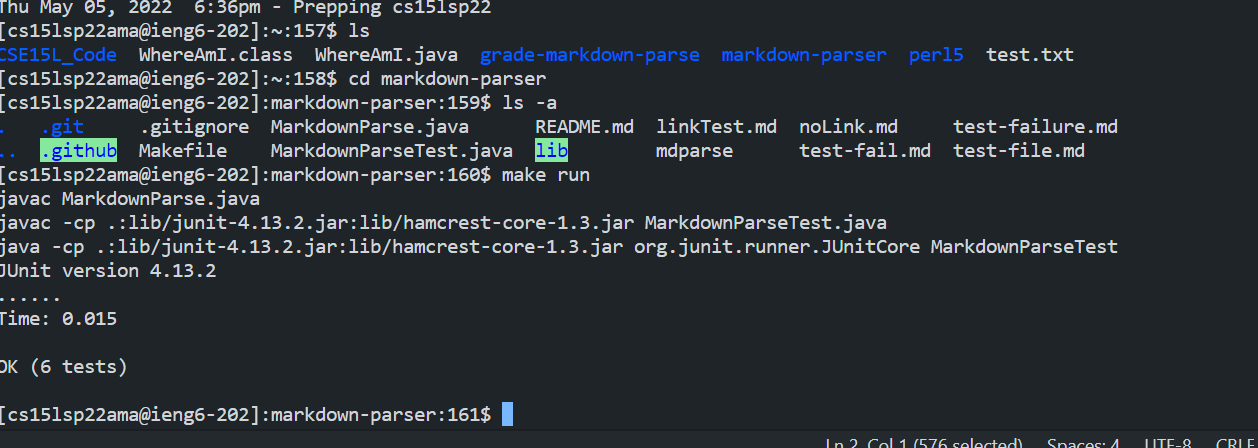 Thu May 05, 2022  6:36pm - Prepping cs15lsp22
[cs15lsp22ama@ieng6-202]:~:157$ ls
CSE15L_Code  WhereAmI.class  WhereAmI.java  grade-markdown-parse  markdown-parser  perl5  test.txt
[cs15lsp22ama@ieng6-202]:~:158$ cd markdown-parser
[cs15lsp22ama@ieng6-202]:markdown-parser:159$ ls -a
.   .git     .gitignore  MarkdownParse.java      README.md  linkTest.md  noLink.md     test-failure.md
..  .github  Makefile    MarkdownParseTest.java  lib        mdparse      test-fail.md  test-file.md
[cs15lsp22ama@ieng6-202]:markdown-parser:160$ make run
javac MarkdownParse.java
javac -cp .:lib/junit-4.13.2.jar:lib/hamcrest-core-1.3.jar MarkdownParseTest.java
java -cp .:lib/junit-4.13.2.jar:lib/hamcrest-core-1.3.jar org.junit.runner.JUnitCore MarkdownParseTest
JUnit version 4.13.2
......
Time: 0.015
OK (6 tests)
[cs15lsp22ama@ieng6-202]:markdown-parser:161$
Ln 2, Col 1 (576 selected)  Spaces: 4  UTF-8  CRLF